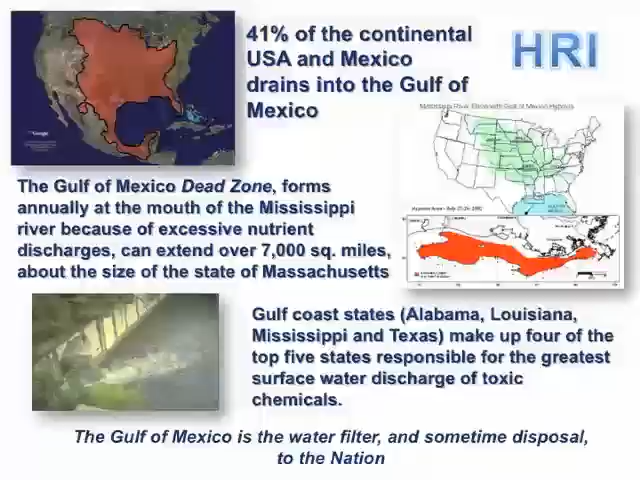 41% of the continental
USA and Mexico
drains into the Gulf of
Mexico
HRI
The Gulf of Mexico Dead Zone, forms
annually at the mouth of the Mississippi
river because of excessive nutrient
discharges, can extend over 7,000 sq. miles,
about the size of the state of Massachusetts
Gulf coast states (Alabama, Louisiana,
Mississippi and Texas) make up four of the
top five states responsible for the greatest
surface water discharge of toxic
chemicals.
The Gulf of Mexico is the water filter, and sometime disposal,
to the Nation